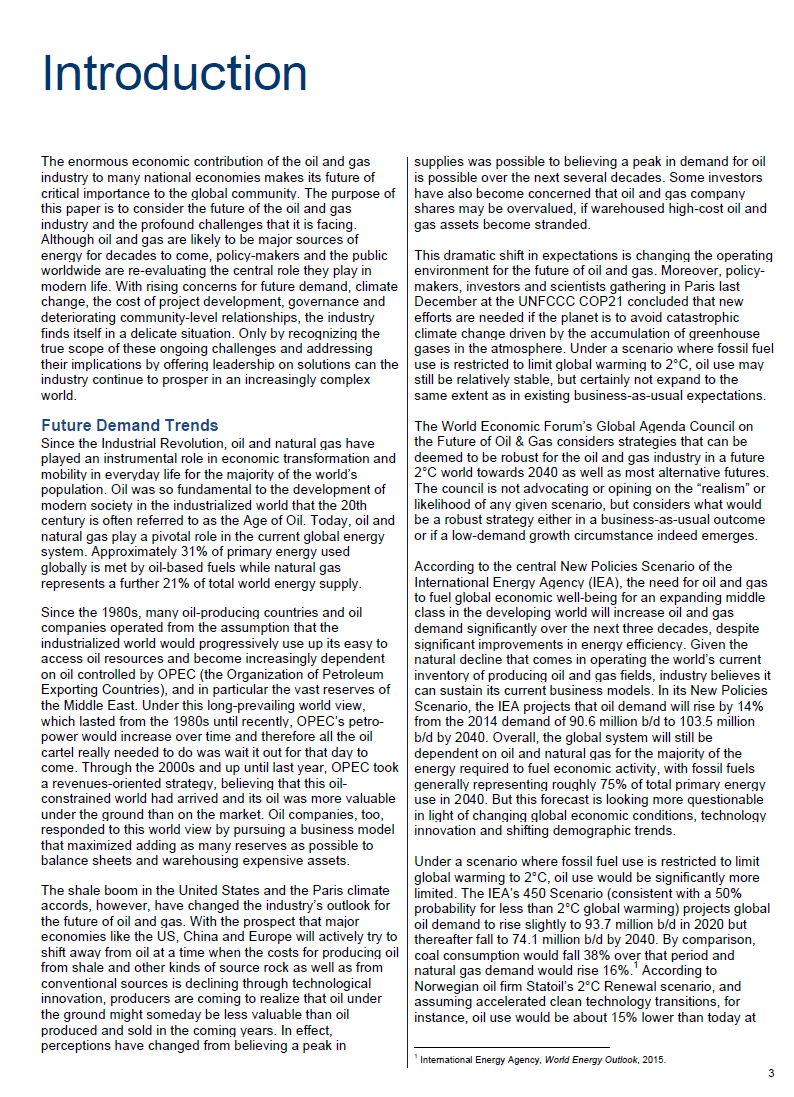 Introduction
The enormous economic contribution of the oil and gas
industry to many national economies makes its future of
critical importance to the global community. The purpose of
this paper is to consider the future of the oil and gas
industry and the profound challenges that it is facing.
Although oil and gas are likely to be major sources of
energy for decades to come, policy-makers and the public
worldwide are re-evaluating the central role they play in
modern life. With rising concerns for future demand, climate
change, the cost of project development, governance and
deteriorating community-level relationships, the industry
finds itself in a delicate situation. Only by recognizing the
true scope of these ongoing challenges and addressing
their implications by offering leadership on solutions can the
industry continue to prosper in an increasingly complex
world.
Future Demand Trends
Since the Industrial Revolution, oil and natural gas have
played an instrumental role in economic transformation and
mobility in everyday life for the majority of the world's
population. Oil was so fundamental to the development of
modern society in the industrialized world that the 20th
century is often referred to as the Age of Oil. Today, oil and
natural gas play a pivotal role in the current global energy
system. Approximately 31% of primary energy used
globally is met by oil-based fuels while natural gas
represents a further 21% of total world energy supply.
Since the 1980s, many oil-producing countries and oil
companies operated from the assumption that the
industrialized world would progressively use up its easy to
access oil resources and become increasingly dependent
on oil controlled by OPEC (the Organization of Petroleum
Exporting Countries), and in particular the vast reserves of
the Middle East. Under this long-prevailing world view,
which lasted from the 1980s until recently, OPEC's petro-
power would increase over time and therefore all the oil
cartel really needed to do was wait it out for that day to
come. Through the 2000s and up until last year, OPEC took
a revenues-oriented strategy, believing that this oil-
constrained world had arrived and its oil was more valuable
under the ground than on the market. Oil companies, too,
responded to this world view by pursuing a business model
that maximized adding as many reserves as possible to
balance sheets and warehousing expensive assets.
The shale boom in the United States and the Paris climate
accords, however, have changed the industry's outlook for
the future of oil and gas. With the prospect that major
economies like the US, China and Europe will actively try to
shift away from oil at a time when the costs for producing oil
from shale and other kinds of source rock as well as from
conventional sources is declining through technological
innovation, producers are coming to realize that oil under
the ground might someday be less valuable than oil
produced and sold in the coming years. In effect,
perceptions have changed from believing a peak in
supplies was possible to believing a peak in demand for oil
is possible over the next several decades. Some investors
have also become concerned that oil and gas company
shares may be overvalued, if warehoused high-cost oil and
gas assets become stranded.
This dramatic shift in expectations is changing the operating
environment for the future of oil and gas. Moreover, policy-
makers, investors and scientists gathering in Paris last
December at the UNFCCC COP21 concluded that new
efforts are needed if the planet is to avoid catastrophic
climate change driven by the accumulation of greenhouse
gases in the atmosphere. Under a scenario where fossil fuel
use is restricted to limit global warming to 2°C, oil use may
still be relatively stable, but certainly not expand to the
same extent as in existing business-as-usual expectations.
The World Economic Forum's Global Agenda Council on
the Future of Oil & Gas considers strategies that can be
deemed to be robust for the oil and gas industry in a future
2°C world towards 2040 as well as most alternative futures.
The council is not advocating or opining on the "realism" or
likelihood of any given scenario, but considers what would
be a robust strategy either in a business-as-usual outcome
or if a low-demand growth circumstance indeed emerges.
According to the central New Policies Scenario of the
International Energy Agency (IEA), the need for oil and gas
to fuel global economic well-being for an expanding middle
class in the developing world will increase oil and gas
demand significantly over the next three decades, despite
significant improvements in energy efficiency. Given the
natural decline that comes in operating the world's current
inventory of producing oil and gas fields, industry believes it
can sustain its current business models. In its New Policies
Scenario, the IEA projects that oil demand will rise by 14%
from the 2014 demand of 90.6 million b/d to 103.5 million
b/d by 2040. Overall, the global system will still be
dependent on oil and natural gas for the majority of the
energy required to fuel economic activity, with fossil fuels
generally representing roughly 75% of total primary energy
use in 2040. But this forecast is looking more questionable
in light of changing global economic conditions, technology
innovation and shifting demographic trends.
Under a scenario where fossil fuel use is restricted to limit
global warming to 2°C, oil use would be significantly more
limited. The IEA's 450 Scenario (consistent with a 50%
probability for less than 2°C global warming) projects global
oil demand to rise slightly to 93.7 million b/d in 2020 but
thereafter fall to 74.1 million b/d by 2040. By comparison,
coal consumption would fall 38% over that period and
natural gas demand would rise 16%.1 According to
Norwegian oil firm Statoil's 2°C Renewal scenario, and
assuming accelerated clean technology transitions, for
instance, oil use would be about 15% lower than today at
1 International Energy Agency, World Energy Outlook, 2015.
3